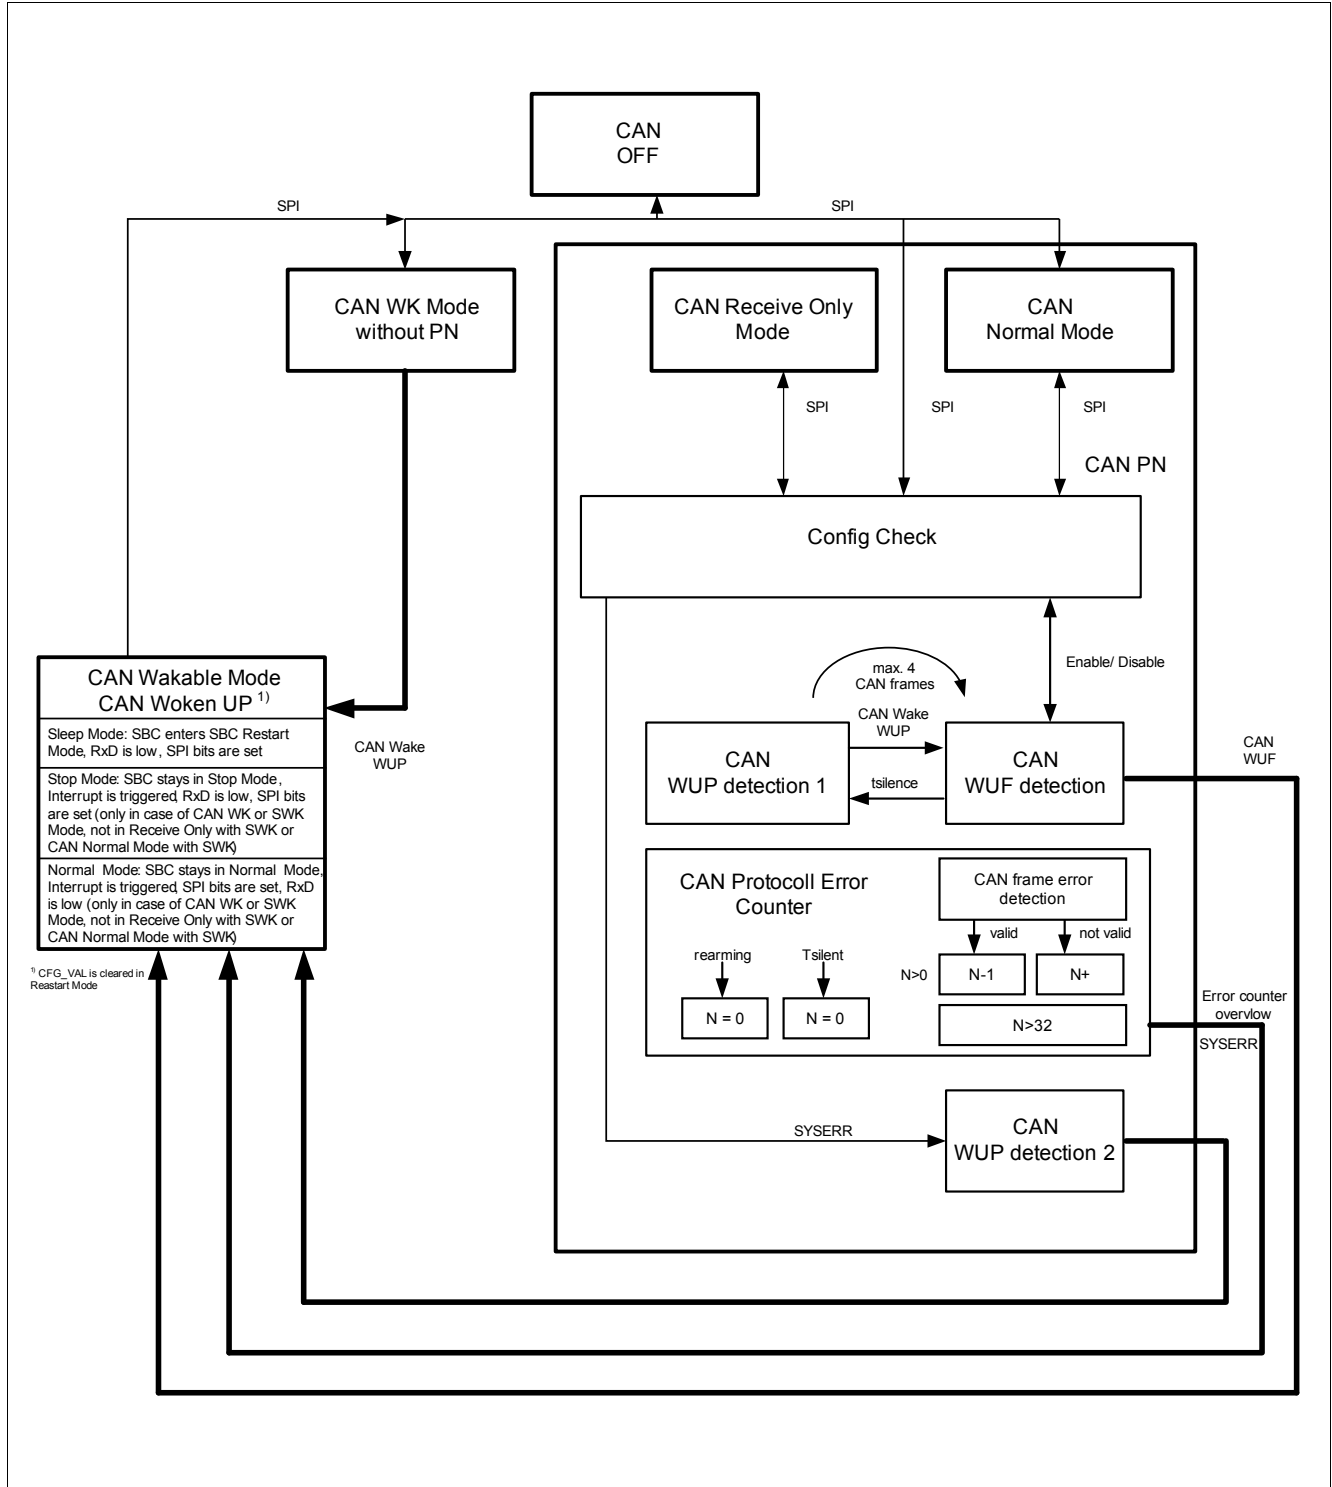 CAN
OFF
SPI
SPI
CAN WK Mode
without PN
CAN Receive Only
Mode
CAN
Normal Mode
SPI
SPI
SPI
CAN PN
Config Check
Enable/ Disable
max. 4
CAN frames
CAN Wake
WUP
tsilence
CAN
WUP detection 1
CAN
WUF detection
CAN
WUF
CAN Wakable Mode
CAN Woken UP 1)
Sleep Mode: SBC enters SBC Restart
Mode, RxD is low, SPI bits are set
Stop Mode: SBC stays in Stop Mode,
Interrupt is triggered, RxD is low, SPI bits
are set (only in case of CAN WK or SWK
Mode, not in Receive Only with SWK or
CAN Normal Mode with SWK)
Normal Mode: SBC stays in Normal Mode,
Interrupt is triggered, SPI bits are set, RxD
is low (only in case of CAN WK or SWK
Mode, not in Receive Only with SWK or
CAN Normal Mode with SWK)
1) CFG_VAL is cleared in
Reastart Mode
CAN Wake
WUP
CAN Protocoll Error
Counter
rearming
N = 0
Tsilent
N = 0
CAN frame error
detection
valid
not valid
N>0
N-1
N+
N>32
Error counter
overvlow
SYSERR
SYSERR
CAN
WUP detection 2